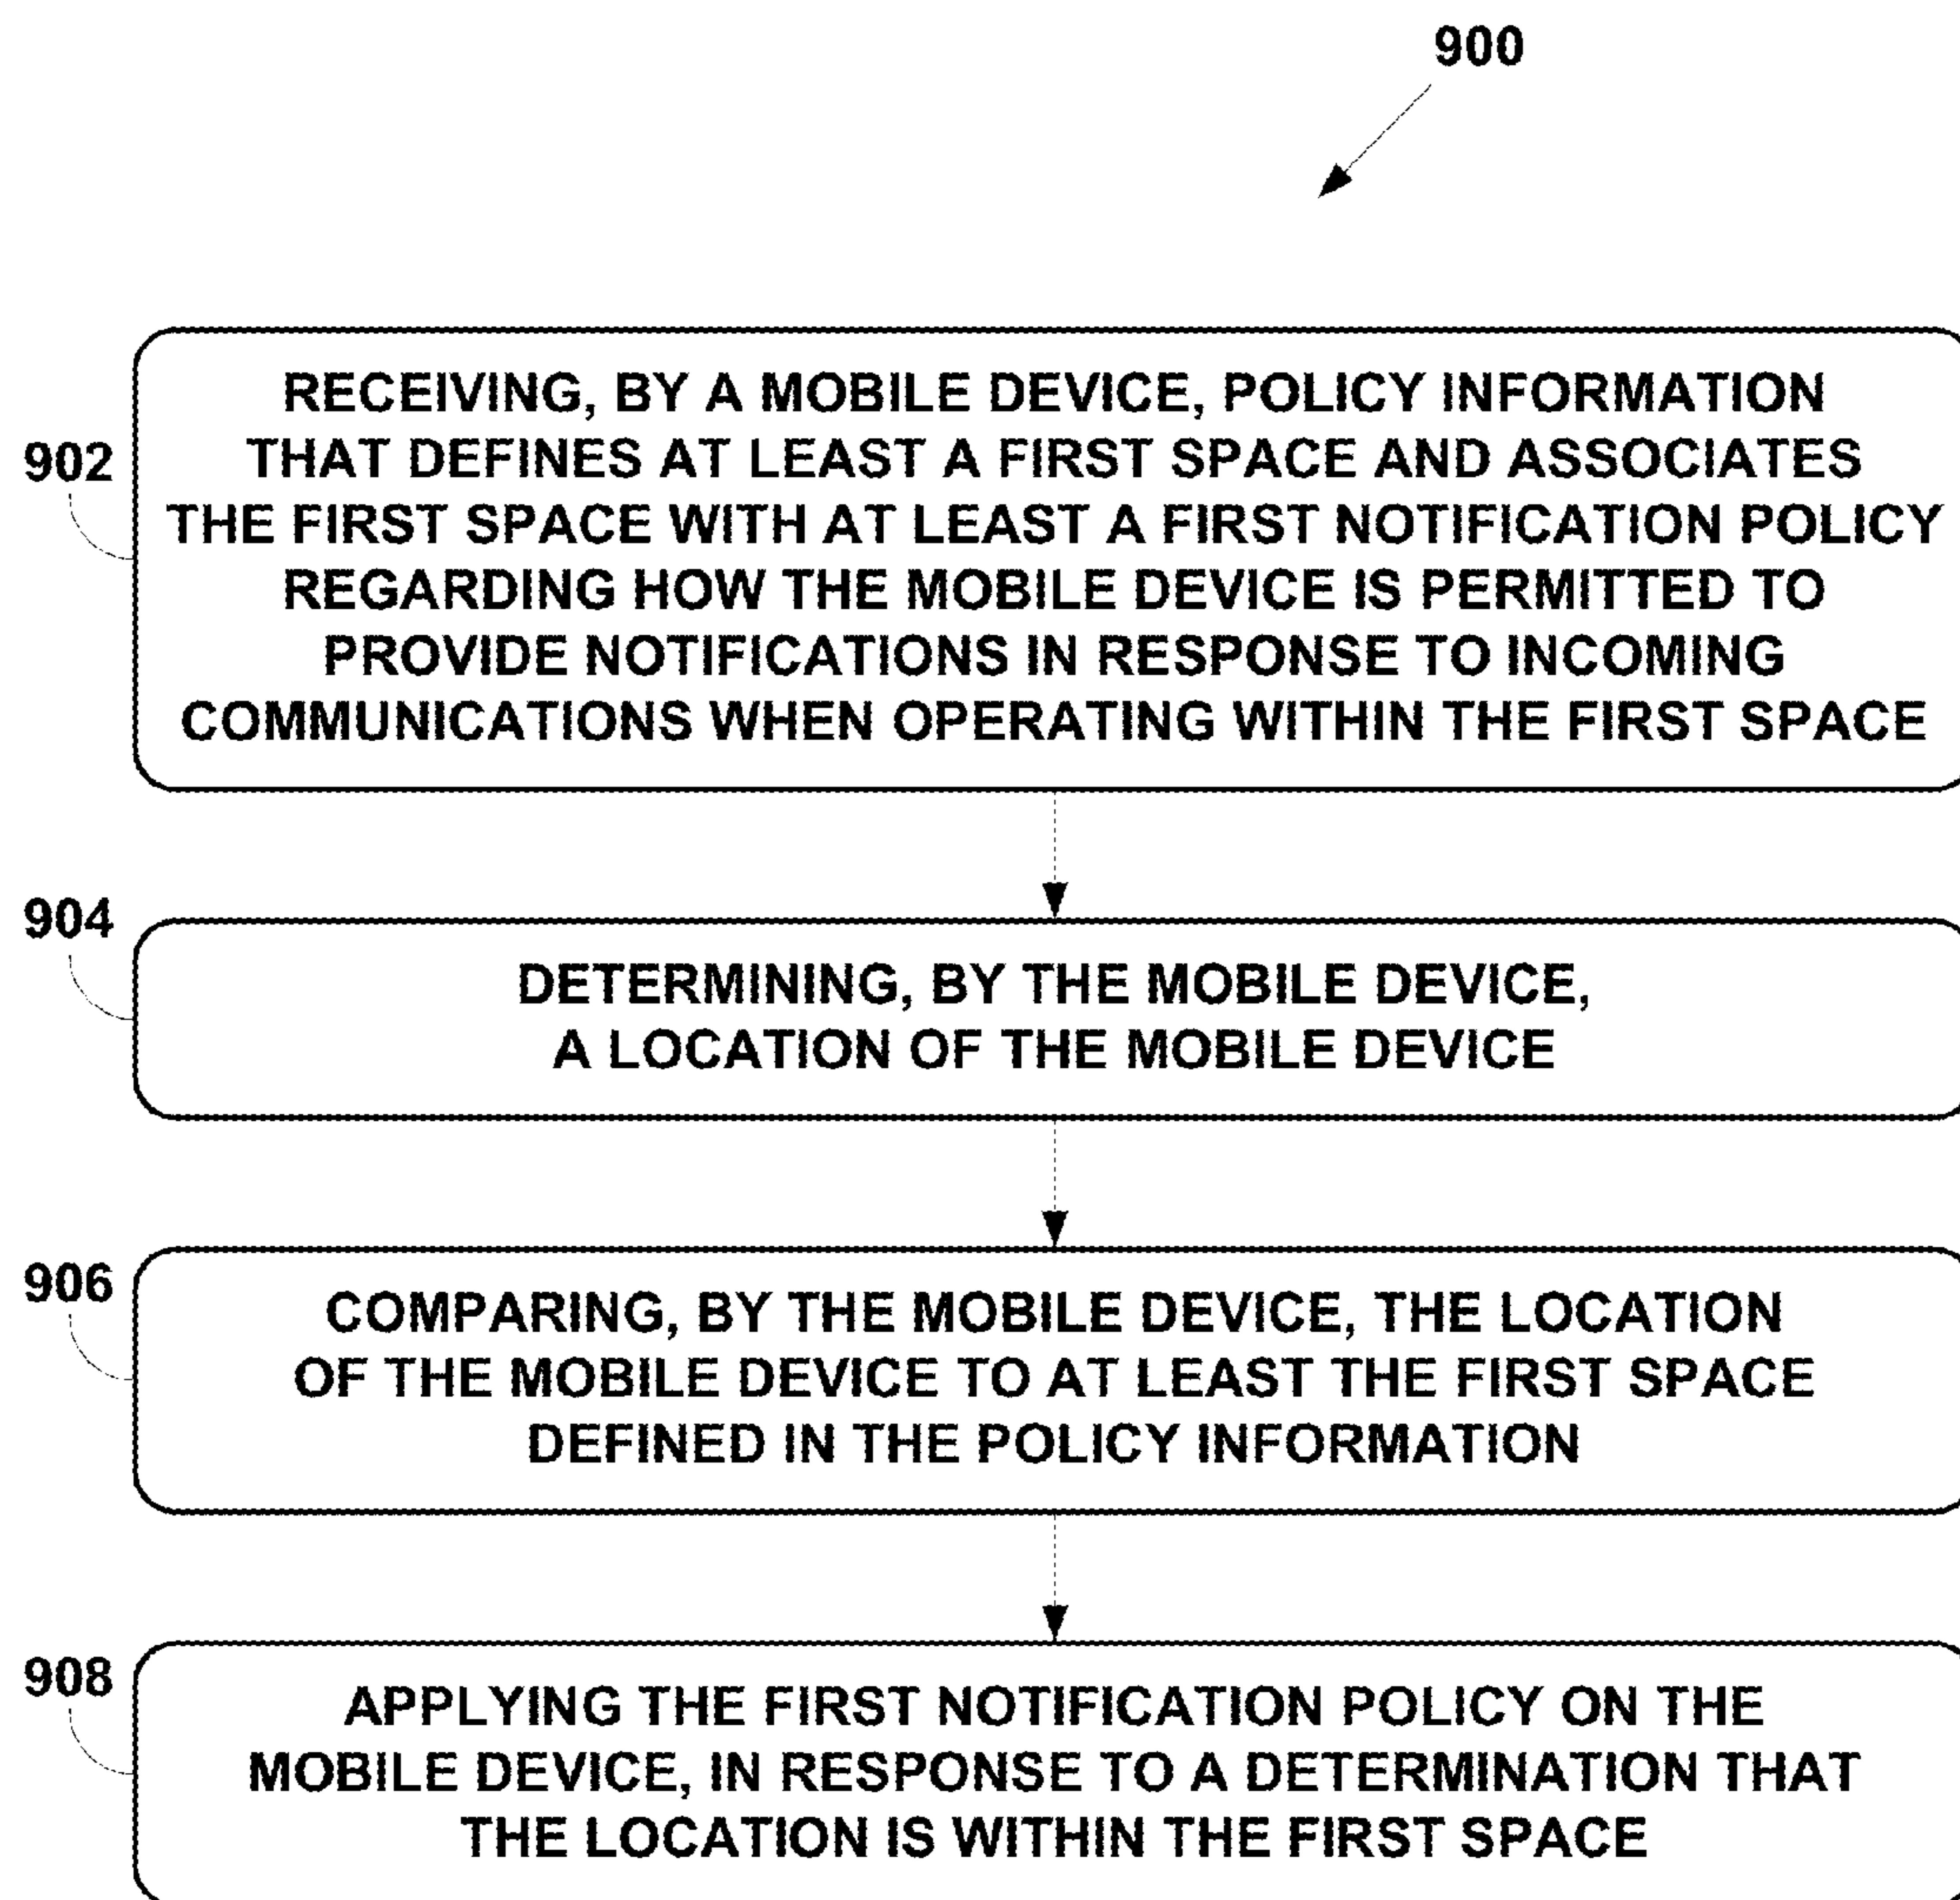 900
902
RECEIVING, BY A MOBILE DEVICE, POLICY INFORMATION
THAT DEFINES AT LEAST A FIRST SPACE AND ASSOCIATES
THE FIRST SPACE WITH AT LEAST A FIRST NOTIFICATION POLICY
REGARDING HOW THE MOBILE DEVICE IS PERMITTED TO
PROVIDE NOTIFICATIONS IN RESPONSE TO INCOMING
COMMUNICATIONS WHEN OPERATING WITHIN THE FIRST SPACE
904
DETERMINING, BY THE MOBILE DEVICE,
A LOCATION OF THE MOBILE DEVICE
906
COMPARING, BY THE MOBILE DEVICE, THE LOCATION
OF THE MOBILE DEVICE TO AT LEAST THE FIRST SPACE
DEFINED IN THE POLICY INFORMATION
908
APPLYING THE FIRST NOTIFICATION POLICY ON THE
MOBILE DEVICE, IN RESPONSE TO A DETERMINATION THAT
THE LOCATION IS WITHIN THE FIRST SPACE